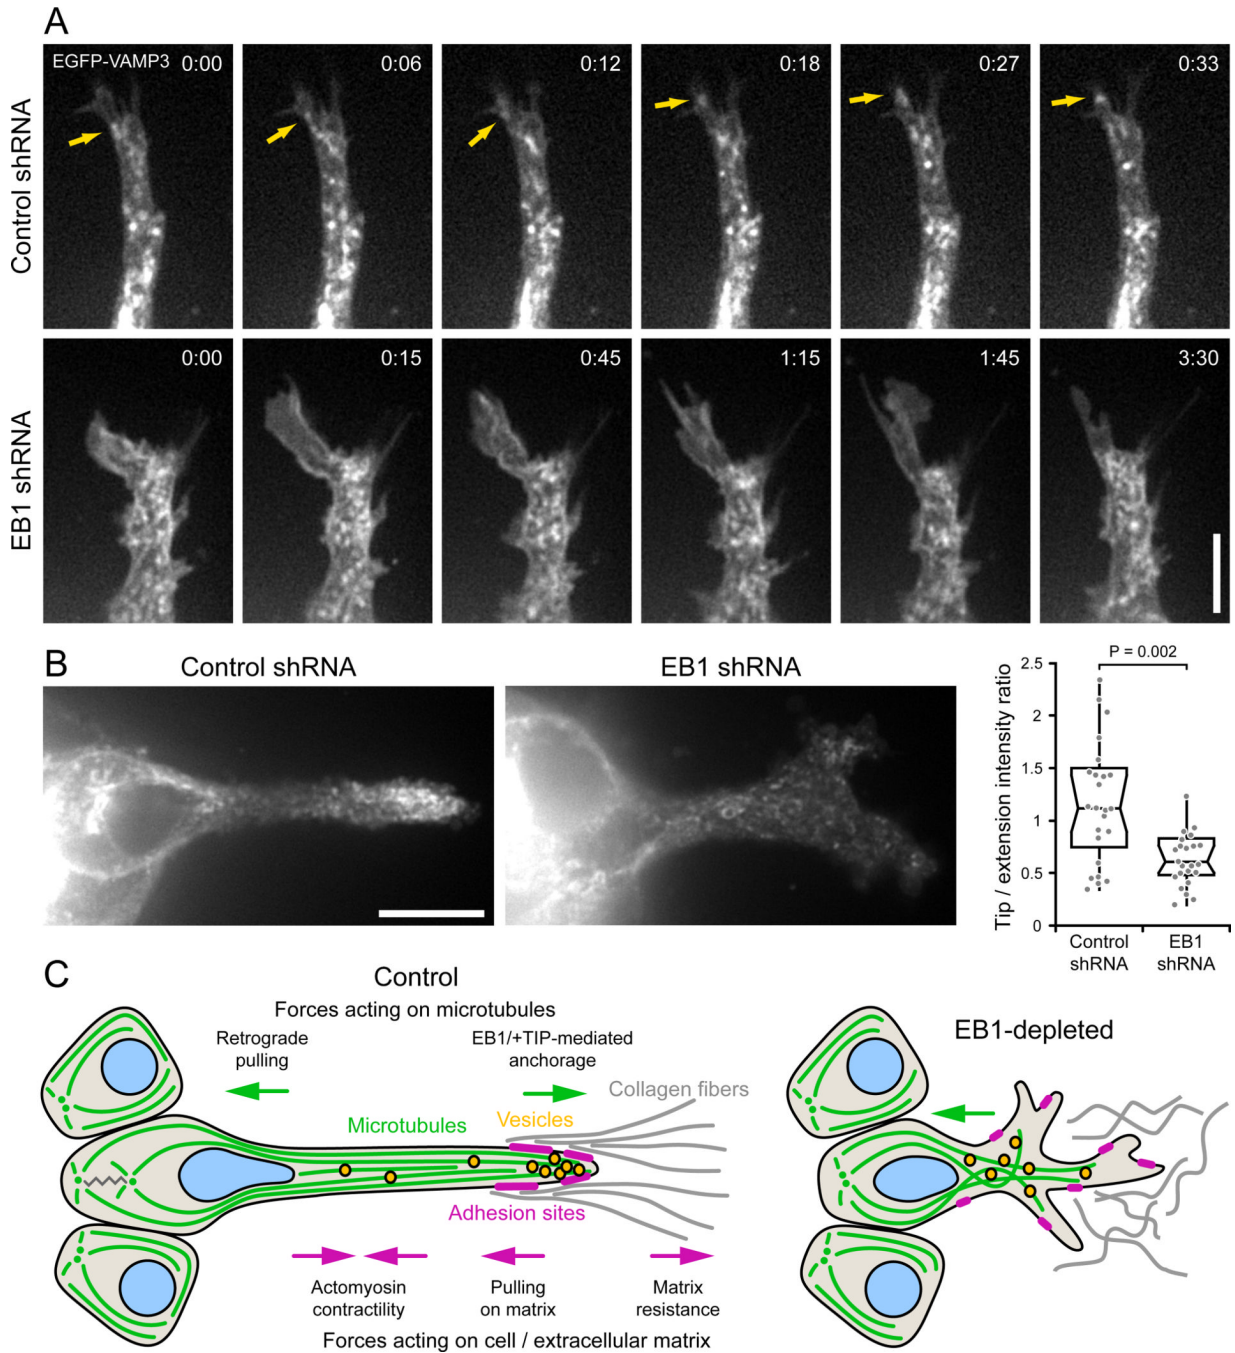 A
Control shRNA
EGFP-VAMP3
0:00
0:06
0:12
0:18
0:27
0:33
EB1 shRNA
0:00
0:15
0:45
1:15
1:45
3:30
B
Control shRNA
EB1 shRNA
Tip / extension intensity ratio
P = 0.002
2.5
2
1.5
1
0.5
0
Control
shRNA
EB1
shRNA
C
Control
Forces acting on microtubules
Retrograde
pulling
EB1/+TIP-mediated
anchorage
Collagen fibers
Microtubules
Vesicles
Adhesion sites
Actomyosin
contractility
Pulling
on matrix
Matrix
resistance
Forces acting on cell / extracellular matrix
EB1-depleted